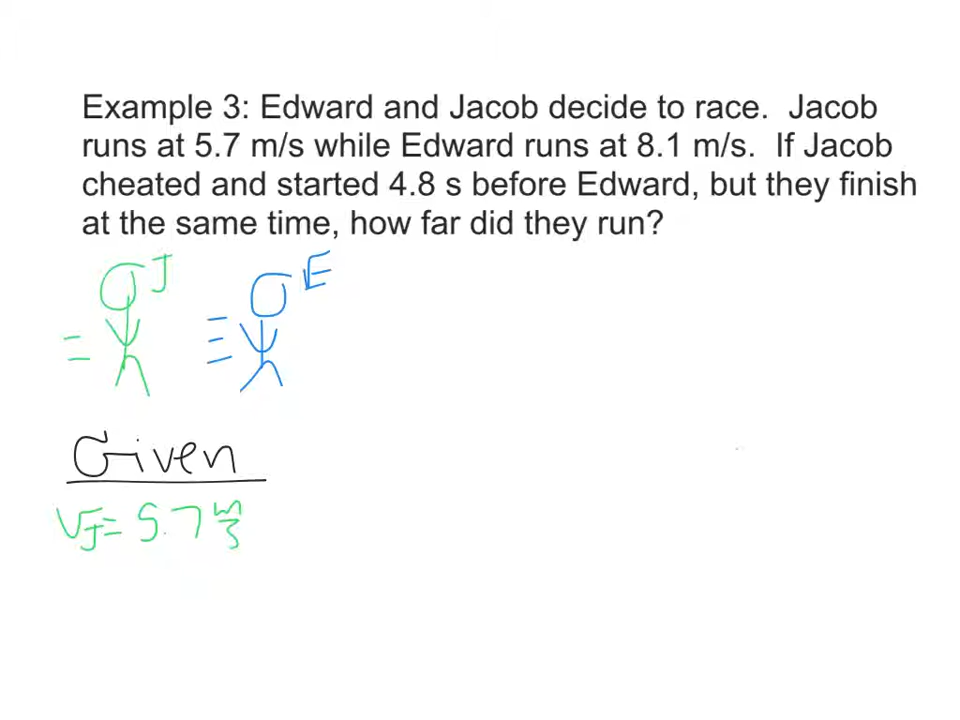 Example 3: Edward and Jacob decide to race. Jacob
runs at 5.7 m/s while Edward runs at 8.1 m/s. If Jacob
cheated and started 4.8 s before Edward, but they finish
at the same time, how far did they run?
J E
Given
VJ = 5.7 m/s